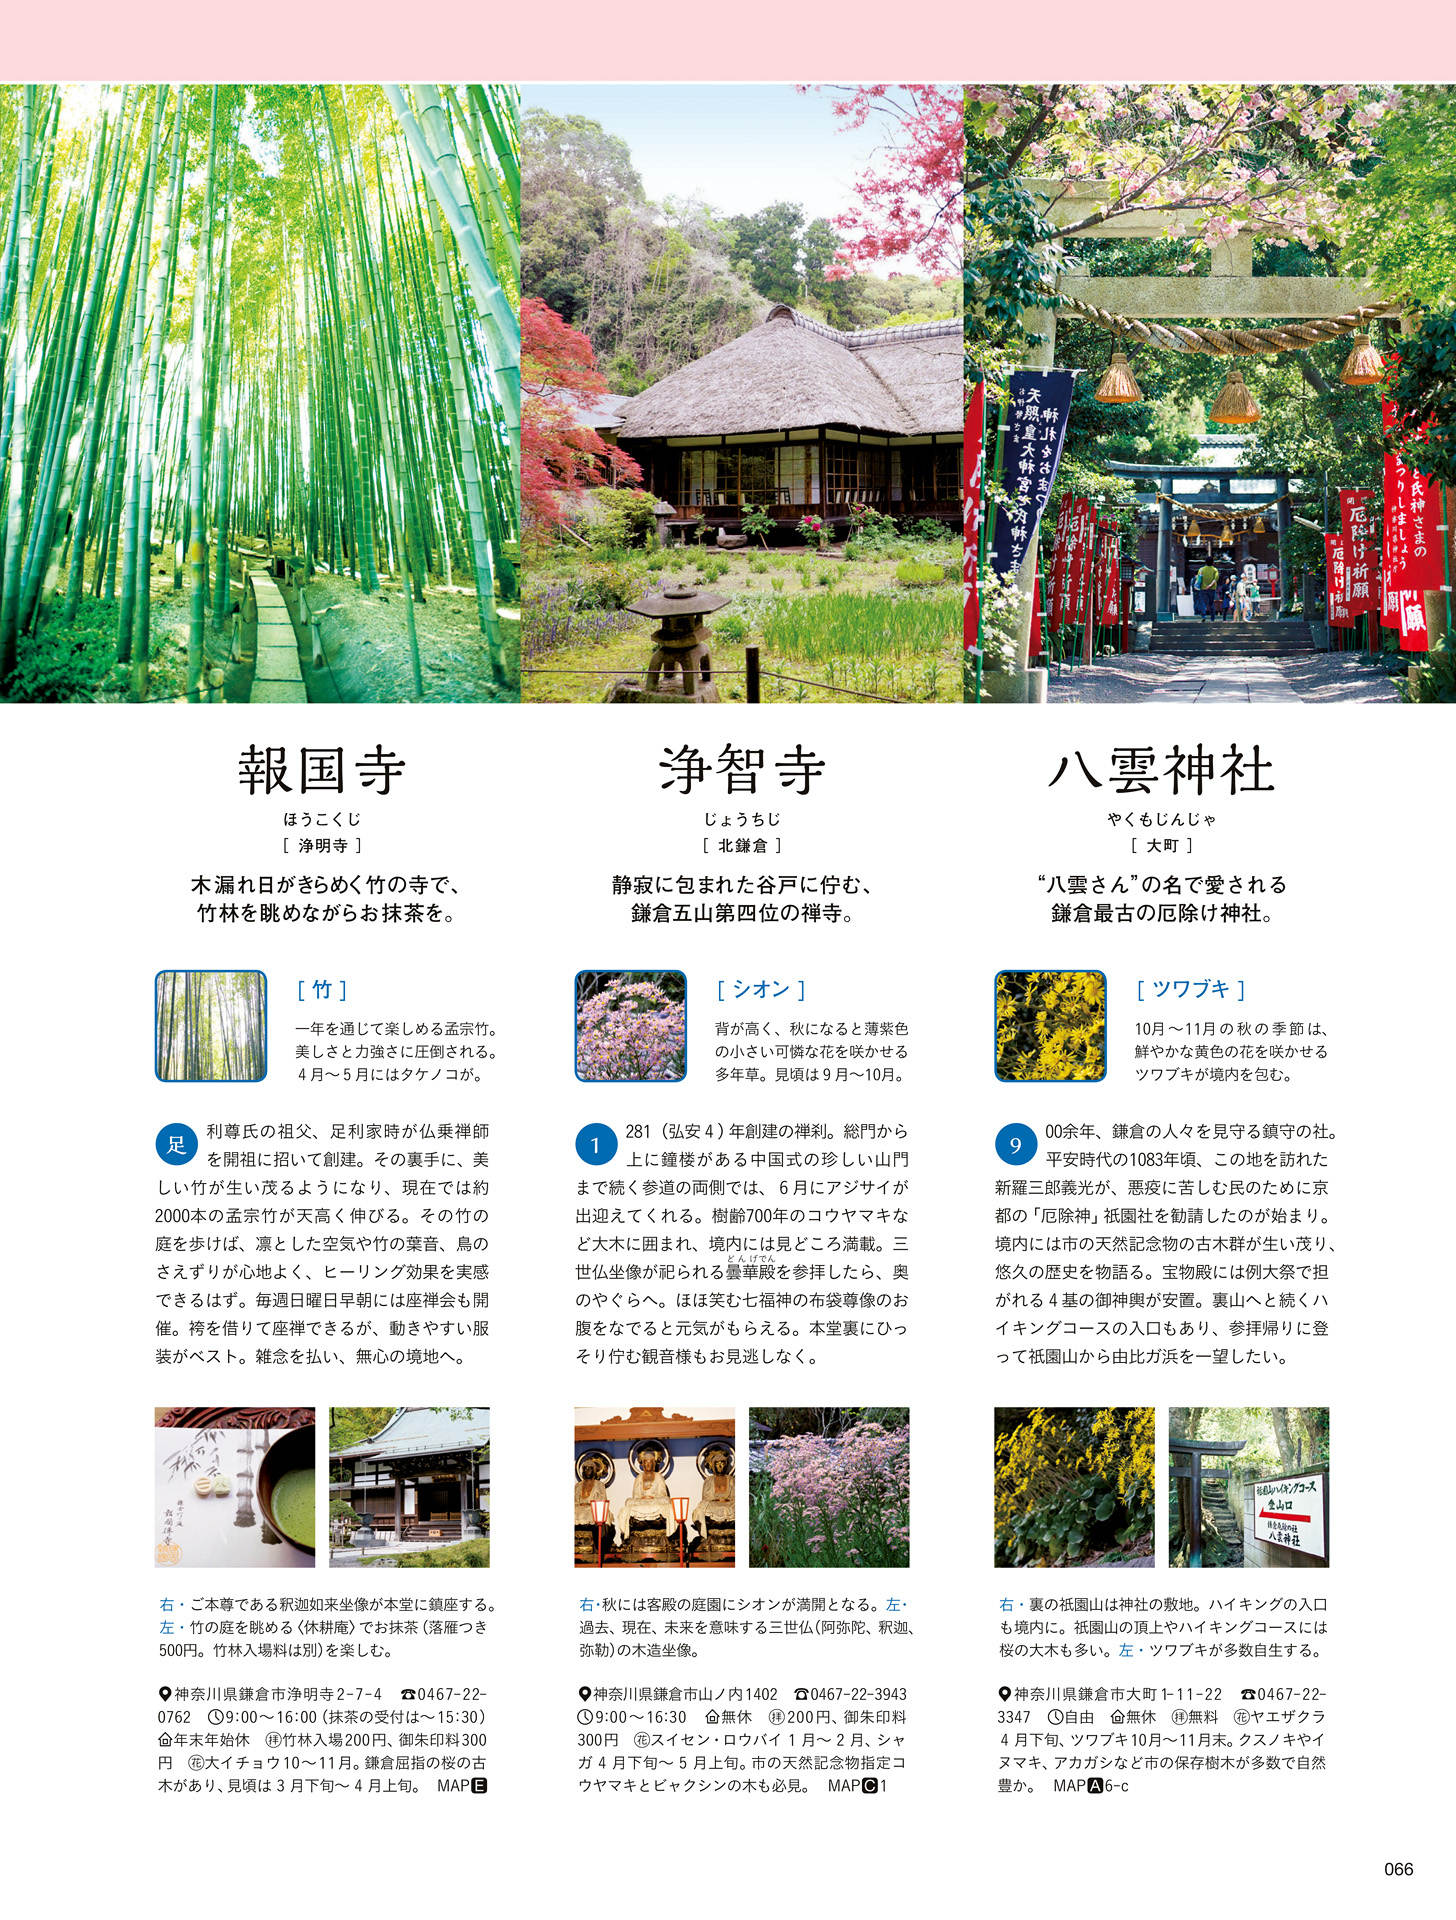 天照皇大神宮と氏神さま
神札をおまつ
と氏神さまの
まつりしましょう
厄除け祈願
厄除け祈願
報国寺
ほうこくじ
［ 浄明寺 ］
木漏れ日がきらめく竹の寺で、
竹林を眺めながらお抹茶を。
［ 竹 ］
一年を通じて楽しめる孟宗竹。
美しさと力強さに圧倒される。
4月〜5月にはタケノコが。
足利尊氏の祖父、足利家時が仏乗禅師
を開祖に招いて創建。その裏手に、美
しい竹が生い茂るようになり、現在では約
2000本の孟宗竹が天高く伸びる。その竹の
庭を歩けば、凛とした空気や竹の葉音、鳥の
さえずりが心地よく、ヒーリング効果を実感
できるはず。毎週日曜日早朝には座禅会も開
催。袴を借りて座禅できるが、動きやすい服
装がベスト。雑念を払い、無心の境地へ。
右・ご本尊である釈迦如来坐像が本堂に鎮座する。
左・竹の庭を眺める〈休耕庵〉でお抹茶（落雁つき
500円。竹林入場料は別）を楽しむ。
神奈川県鎌倉市浄明寺2-7-4　☎0467-22-
0762　9:00〜16:00（抹茶の受付は〜15:30）
年末年始休　㊡竹林入場200円、御朱印料300
円　花大イチョウ10〜11月。鎌倉屈指の桜の古
木があり、見頃は3月下旬〜4月上旬。　MAP E
浄智寺
じょうちじ
［ 北鎌倉 ］
静寂に包まれた谷戸に佇む、
鎌倉五山第四位の禅寺。
［ シオン ］
背が高く、秋になると薄紫色
の小さい可憐な花を咲かせる
多年草。見頃は9月〜10月。
1281（弘安4）年創建の禅刹。総門から
上に鐘楼がある中国式の珍しい山門
まで続く参道の両側では、6月にアジサイが
出迎えてくれる。樹齢700年のコウヤマキな
ど大木に囲まれ、境内には見どころ満載。三
どんげでん
世仏坐像が祀られる曇華殿を参拝したら、奥
のやぐらへ。ほほ笑む七福神の布袋尊像のお
腹をなでると元気がもらえる。本堂裏にひっ
そり佇む観音様もお見逃しなく。
右・秋には客殿の庭園にシオンが満開となる。左・
過去、現在、未来を意味する三世仏（阿弥陀、釈迦、
弥勒）の木造坐像。
神奈川県鎌倉市山ノ内1402　☎0467-22-3943
9:00〜16:30　無休　拝200円、御朱印料
300円　花スイセン・ロウバイ1月〜2月、シャ
ガ4月下旬〜5月上旬。市の天然記念物指定コ
ウヤマキとビャクシンの木も必見。　MAP C 1
八雲神社
やくもじんじゃ
［ 大町 ］
“八雲さん”の名で愛される
鎌倉最古の厄除け神社。
［ ツワブキ ］
10月〜11月の秋の季節は、
鮮やかな黄色の花を咲かせる
ツワブキが境内を包む。
900余年、鎌倉の人々を見守る鎮守の社。
平安時代の1083年頃、この地を訪れた
新羅三郎義光が、悪疫に苦しむ民のために京
都の「厄除神」祇園社を勧請したのが始まり。
境内には市の天然記念物の古木群が生い茂り、
悠久の歴史を物語る。宝物殿には例大祭で担
がれる4基の御神輿が安置。裏山へと続くハ
イキングコースの入口もあり、参拝帰りに登
って祇園山から由比ガ浜を一望したい。
祇園山ハイキングコース
登山口
鎌倉厄除の社
八雲神社
右・裏の祇園山は神社の敷地。ハイキングの入口
も境内に。祇園山の頂上やハイキングコースには
桜の大木も多い。左・ツワブキが多数自生する。
神奈川県鎌倉市大町1-11-22　☎0467-22-
3347　自由　無休　拝無料　花ヤエザクラ
4月下旬、ツワブキ10月〜11月末。クスノキやイ
ヌマキ、アカガシなど市の保存樹木が多数で自然
豊か。　MAP A 6-c
066